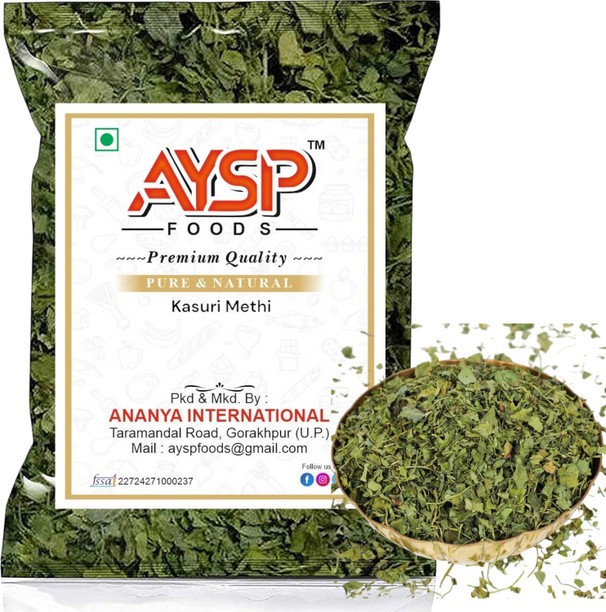 AYSP™
FOODS
Premium Quality
PURE & NATURAL
Kasuri Methi
Pkd & Mkd. By :
ANANYA INTERNATIONAL
Taramandal Road, Gorakhpur (U.P.)
Mail : ayspfoods@gmail.com
Follow us
fssai 22724271000237